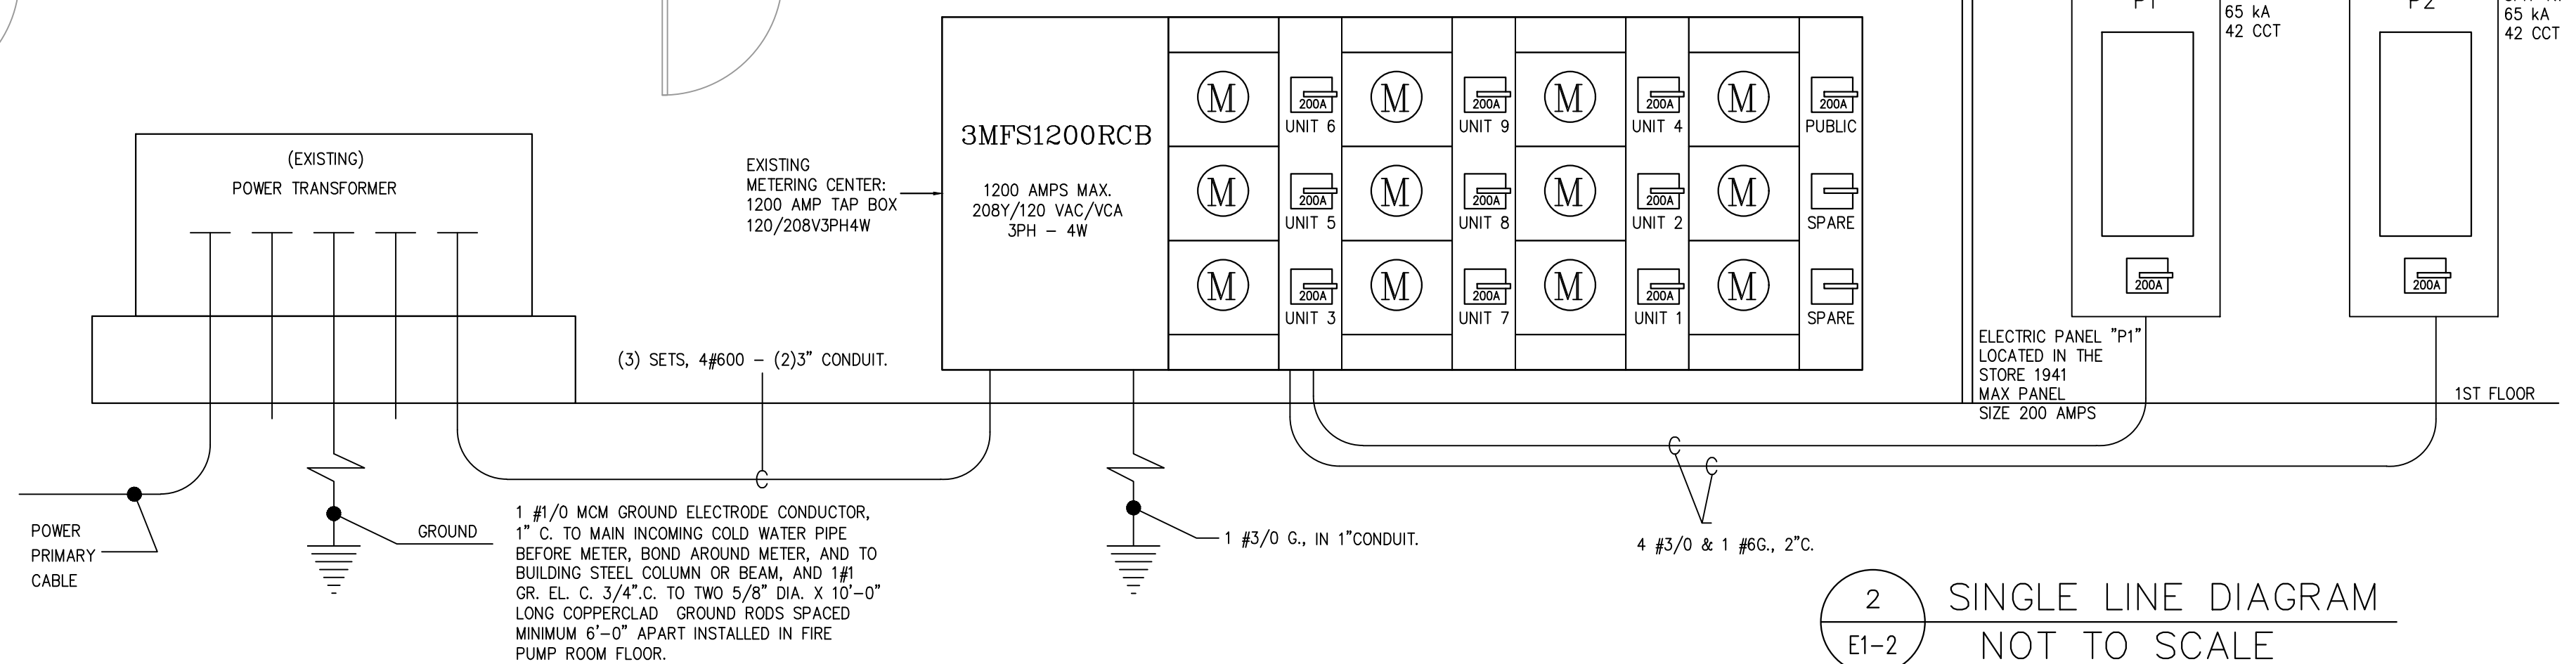 (EXISTING)
POWER TRANSFORMER
POWER
PRIMARY
CABLE
GROUND
(3) SETS, 4#600 – (2)3" CONDUIT.
1 #1/0 MCM GROUND ELECTRODE CONDUCTOR,
1" C. TO MAIN INCOMING COLD WATER PIPE
BEFORE METER, BOND AROUND METER, AND TO
BUILDING STEEL COLUMN OR BEAM, AND 1#1
GR. EL. C. 3/4".C. TO TWO 5/8" DIA. X 10'-0"
LONG COPPERCLAD GROUND RODS SPACED
MINIMUM 6'-0" APART INSTALLED IN FIRE
PUMP ROOM FLOOR.
EXISTING
METERING CENTER:
1200 AMP TAP BOX
120/208V3PH4W
3MFS1200RCB
1200 AMPS MAX.
208Y/120 VAC/VCA
3PH – 4W
M 200A M 200A M 200A M 200A
UNIT 6 UNIT 9 UNIT 4 PUBLIC
M 200A M 200A M 200A M
UNIT 5 UNIT 8 UNIT 2 SPARE
M 200A M 200A M 200A M
UNIT 3 UNIT 7 UNIT 1 SPARE
1 #3/0 G., IN 1"CONDUIT.
4 #3/0 & 1 #6G., 2"C.
P1
65 kA
42 CCT
200A
P2
65 kA
42 CCT
200A
ELECTRIC PANEL "P1"
LOCATED IN THE
STORE 1941
MAX PANEL
SIZE 200 AMPS
1ST FLOOR
2
E1-2
SINGLE LINE DIAGRAM
NOT TO SCALE